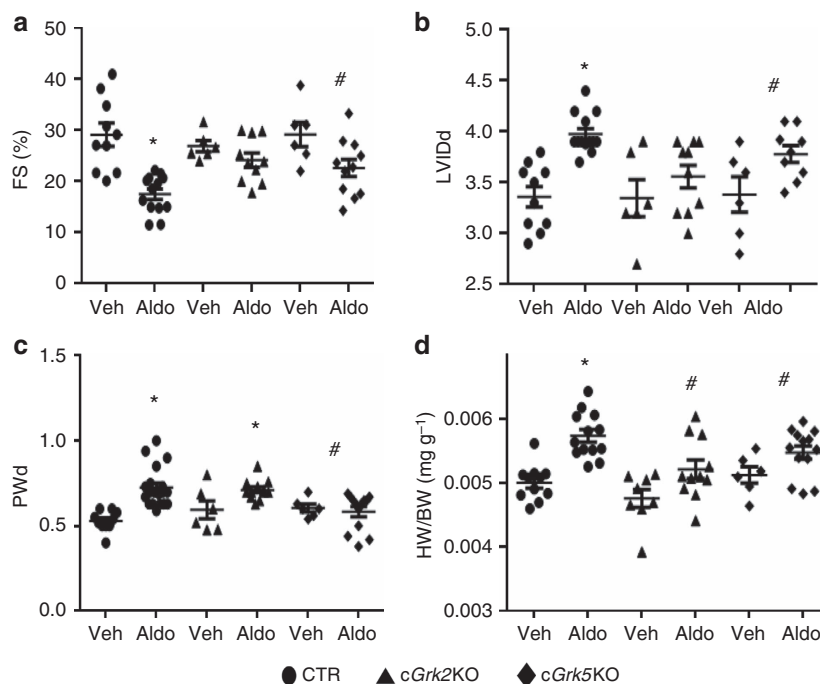 a
50
40
30
20
10
0
FS (%)
*
#
Veh Aldo Veh Aldo Veh Aldo
b
5.0
4.5
4.0
3.5
3.0
2.5
LVIDd
*
#
Veh Aldo Veh Aldo Veh Aldo
c
1.5
1.0
0.5
0.0
PWd
*
*
#
Veh Aldo Veh Aldo Veh Aldo
d
0.006
0.005
0.004
0.003
HW/BW (mg g⁻¹)
*
#
#
Veh Aldo Veh Aldo Veh Aldo
CTR cGrk2KO cGrk5KO